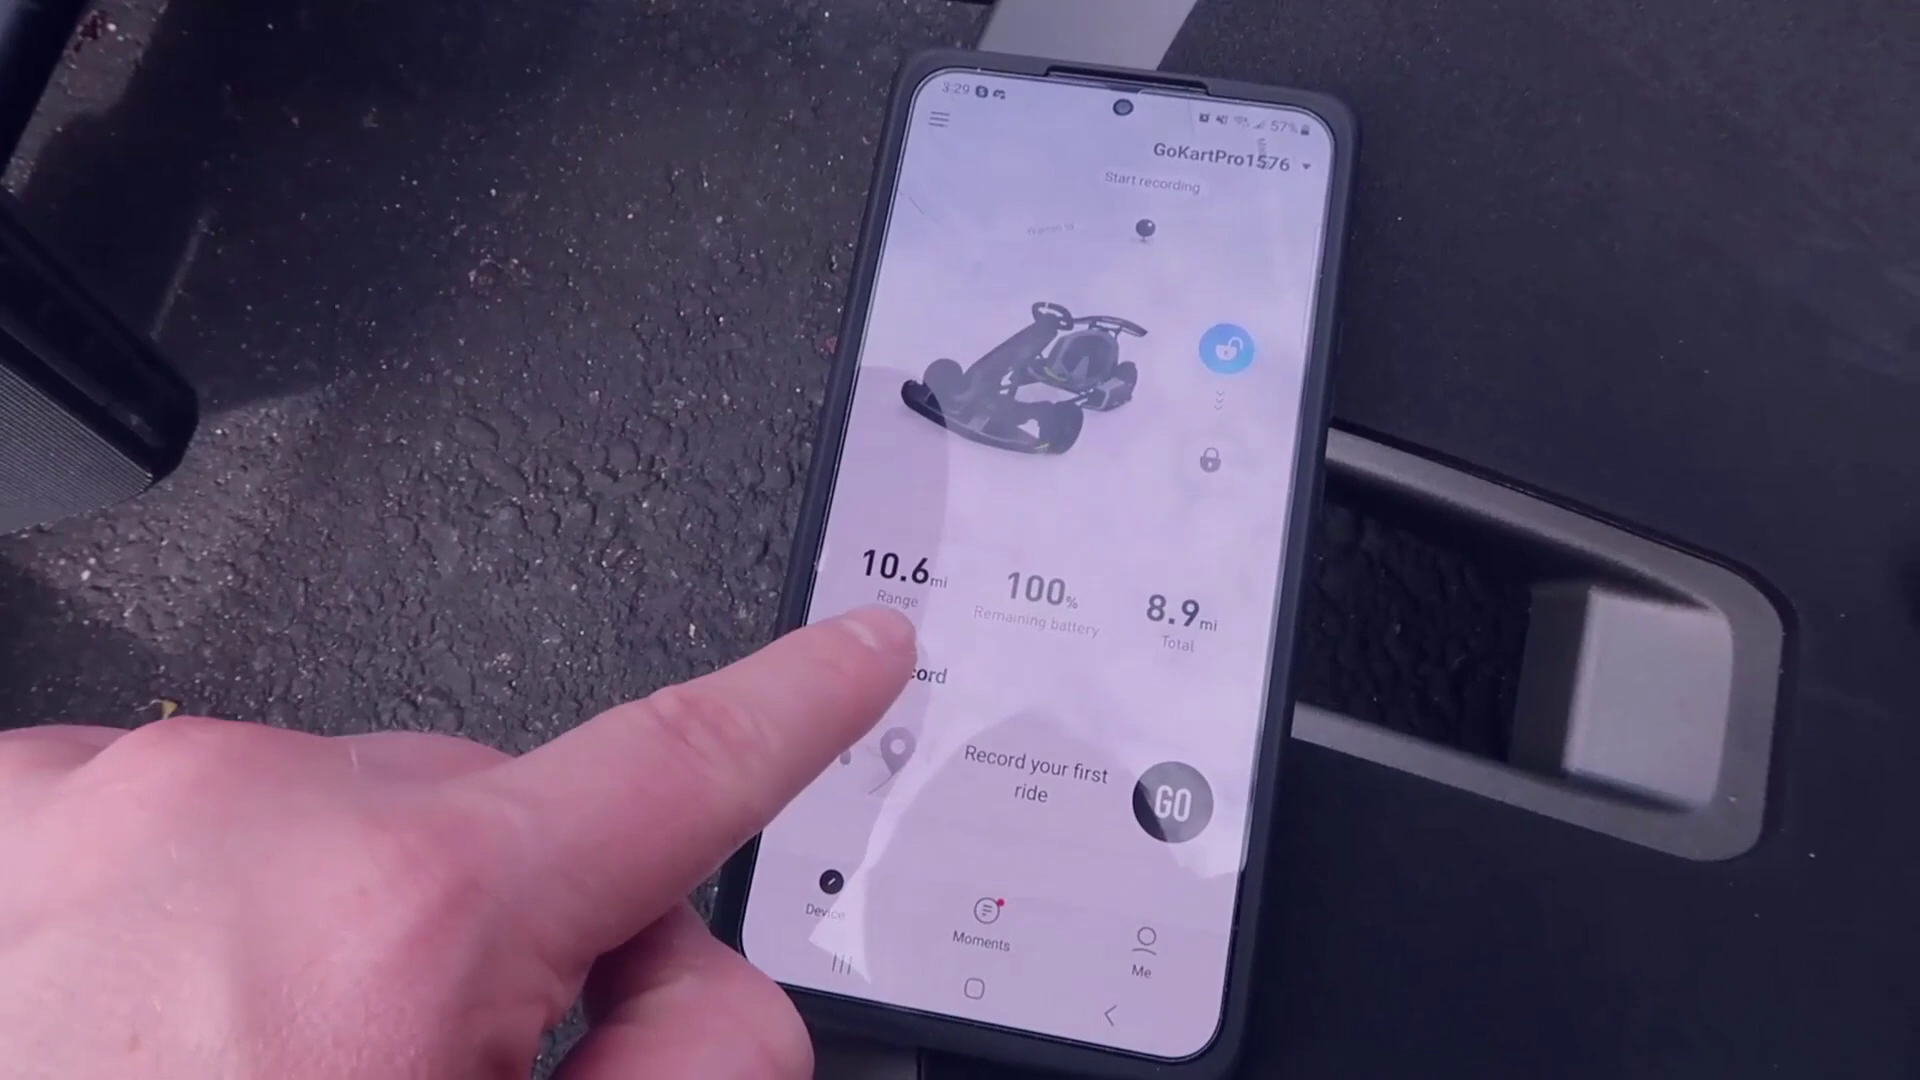 3:29
57%
GoKartPro1576
Start recording
10.6mi
Range
100%
Remaining battery
8.9mi
Total
cord
Record your first
ride
GO
Device
Moments
Me